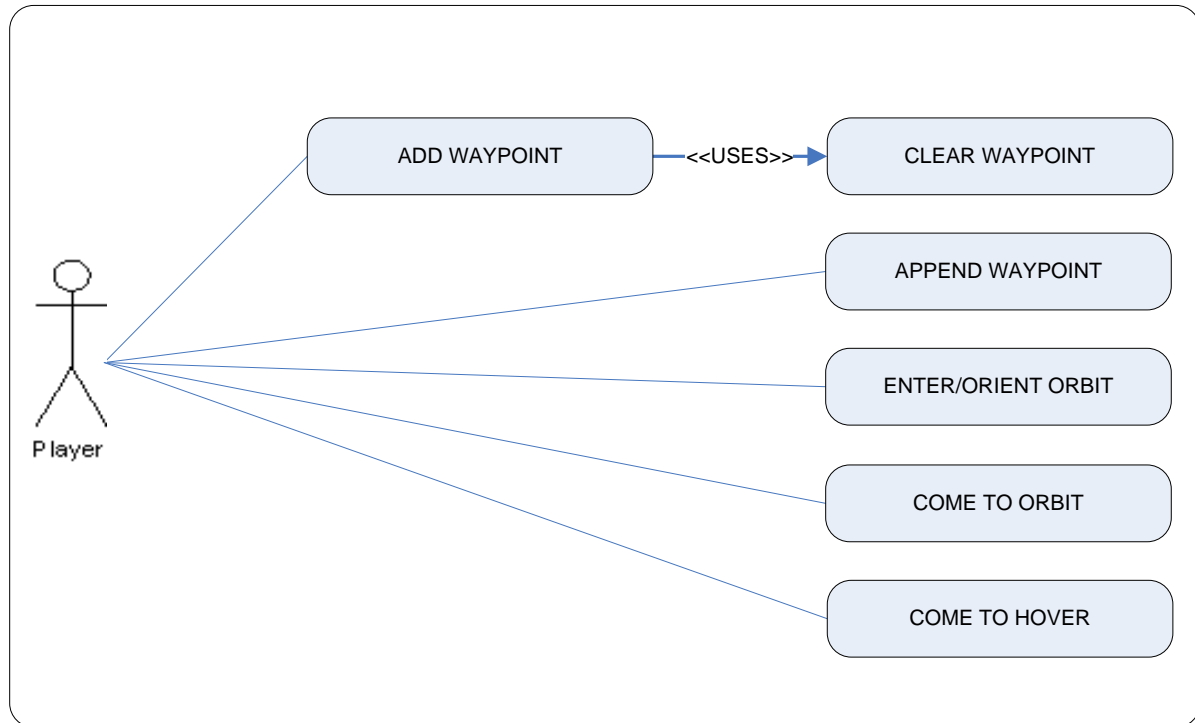 ADD WAYPOINT
<<USES>>
CLEAR WAYPOINT
APPEND WAYPOINT
ENTER/ORIENT ORBIT
Player
COME TO ORBIT
COME TO HOVER